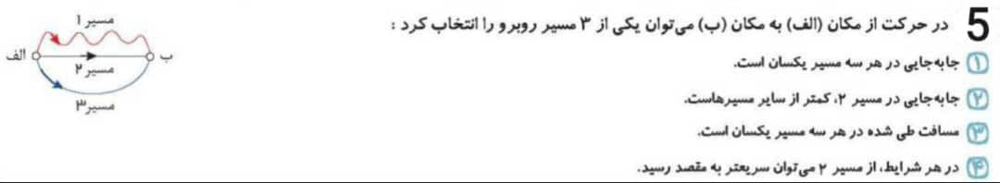 5 در حرکت از مکان (الف) به مکان (ب) می‌توان یکی از ۳ مسیر روبرو را انتخاب کرد :
۱ جابه‌جایی در هر سه مسیر یکسان است.
۲ جابه‌جایی در مسیر ۲، کمتر از سایر مسیرهاست.
۳ مسافت طی شده در هر سه مسیر یکسان است.
۴ در هر شرایط، از مسیر ۲ می‌توان سریعتر به مقصد رسید.
مسیر ۱
الف
ب
مسیر ۲
مسیر ۳